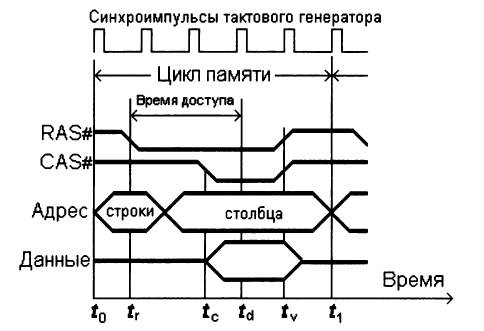 Синхроимпульсы тактового генератора
Цикл памяти
Время доступа
RAS#
CAS#
Адрес строки столбца
Данные
Время
t0 tr tc td tv t1